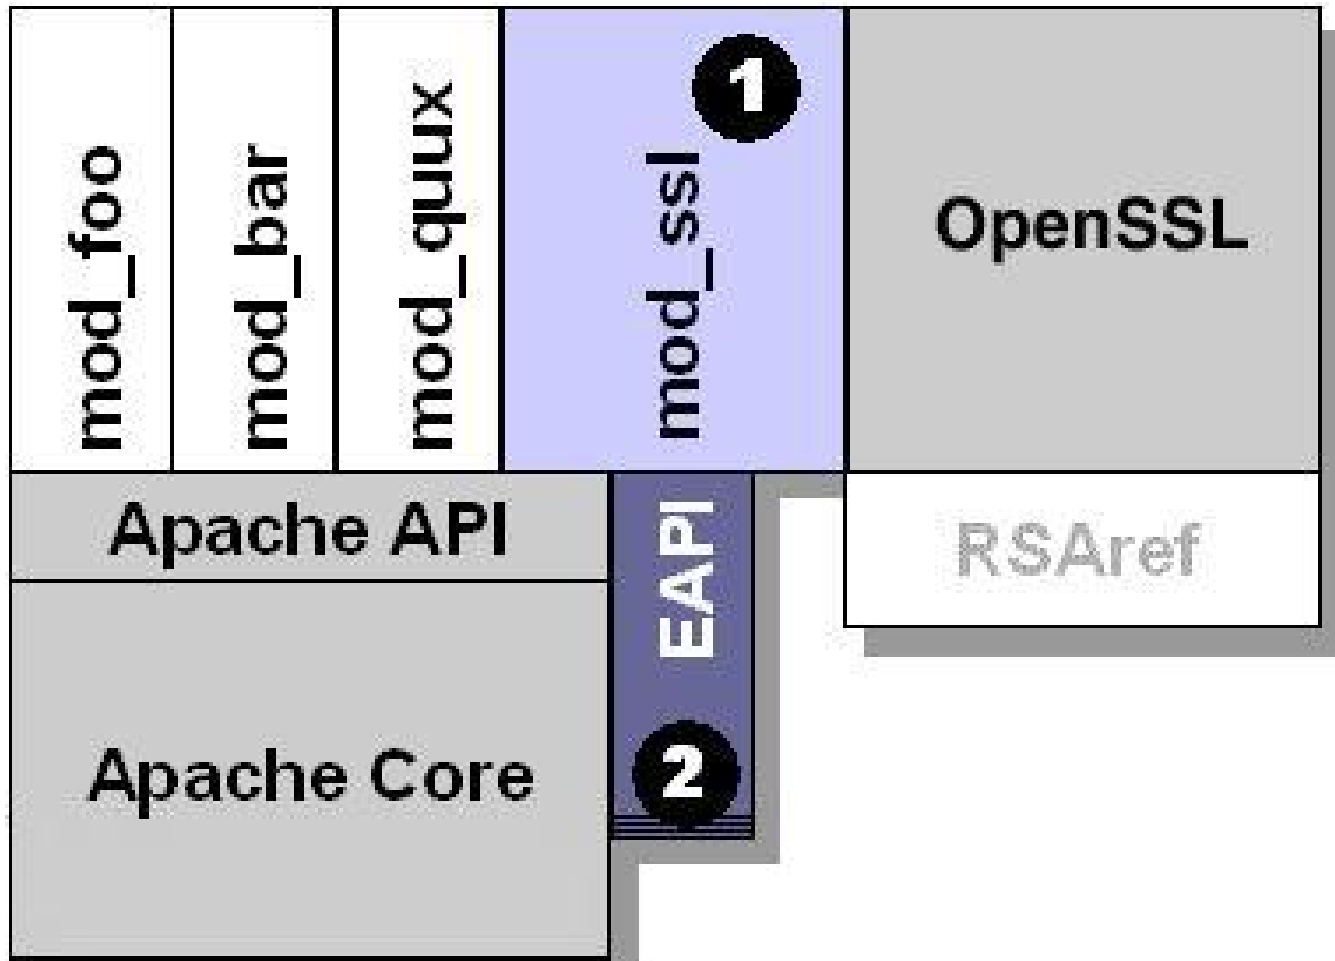 mod_foo
mod_bar
mod_quux
mod_ssl
1
OpenSSL
Apache API
EAPI
RSAref
Apache Core
2